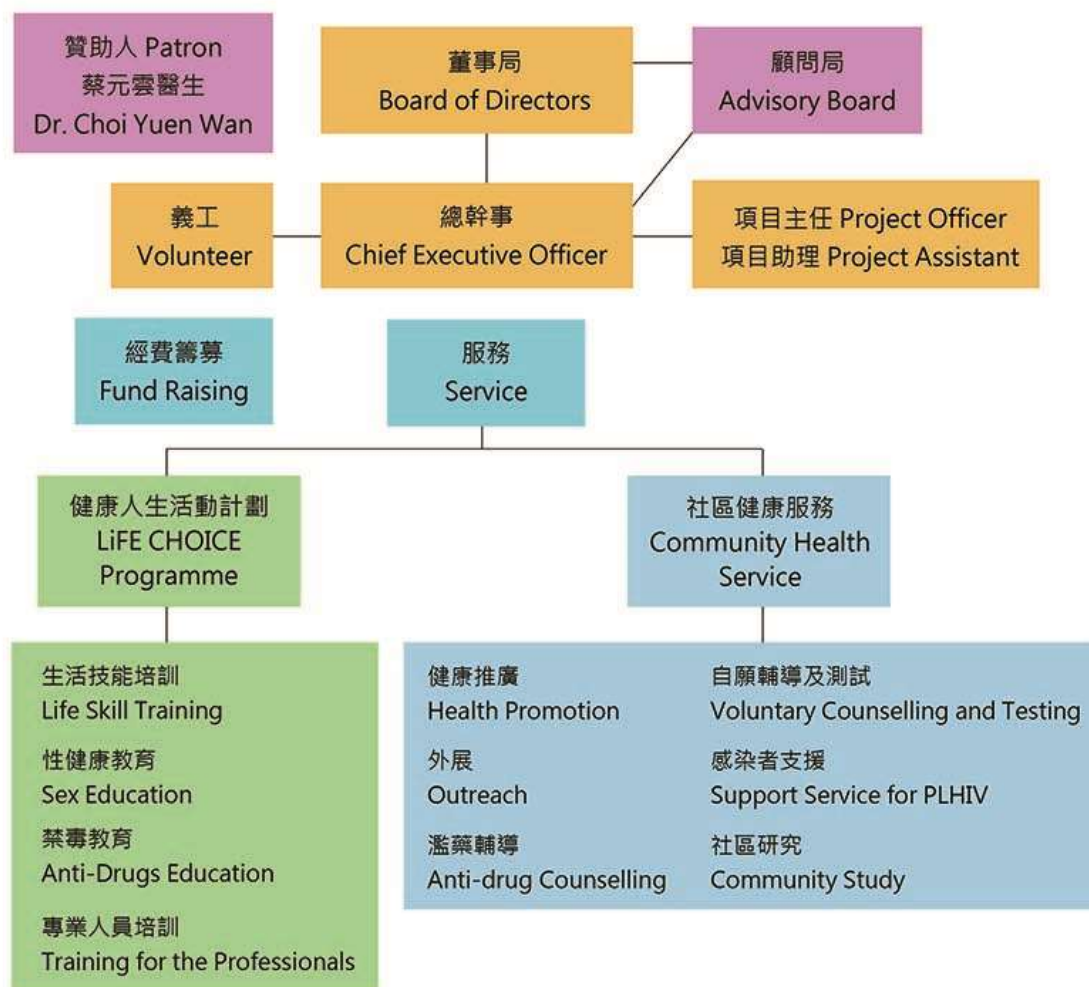 贊助人 Patron
蔡元雲醫生
Dr. Choi Yuen Wan
董事局
Board of Directors
顧問局
Advisory Board
義工
Volunteer
總幹事
Chief Executive Officer
項目主任 Project Officer
項目助理 Project Assistant
經費籌募
Fund Raising
服務
Service
健康人生活動計劃
LiFE CHOICE
Programme
社區健康服務
Community Health
Service
生活技能培訓
Life Skill Training
性健康教育
Sex Education
禁毒教育
Anti-Drugs Education
專業人員培訓
Training for the Professionals
健康推廣
Health Promotion
外展
Outreach
濫藥輔導
Anti-drug Counselling
自願輔導及測試
Voluntary Counselling and Testing
感染者支援
Support Service for PLHIV
社區研究
Community Study